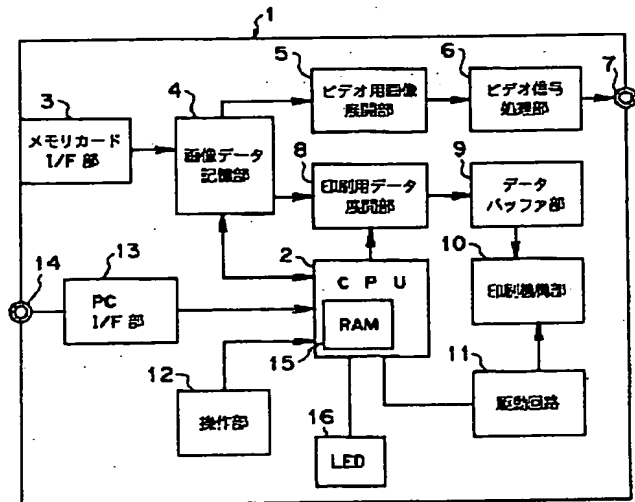 1
5
6
7
ビデオ用画像
展開部
ビデオ信号
処理部
3
4
メモリカード
I/F部
画像データ
記憶部
8
9
印刷用データ
展開部
データ
バッファ部
14
13
2
10
PC
I/F部
CPU
RAM
15
印刷機構部
12
操作部
11
駆動回路
16
LED